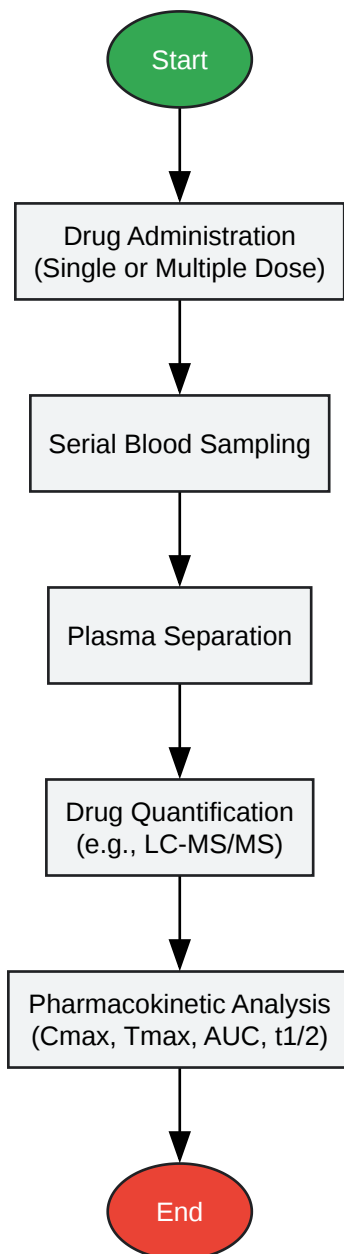 Start
Drug Administration
(Single or Multiple Dose)
Serial Blood Sampling
Plasma Separation
Drug Quantification
(e.g., LC-MS/MS)
Pharmacokinetic Analysis
(Cmax, Tmax, AUC, t1/2)
End